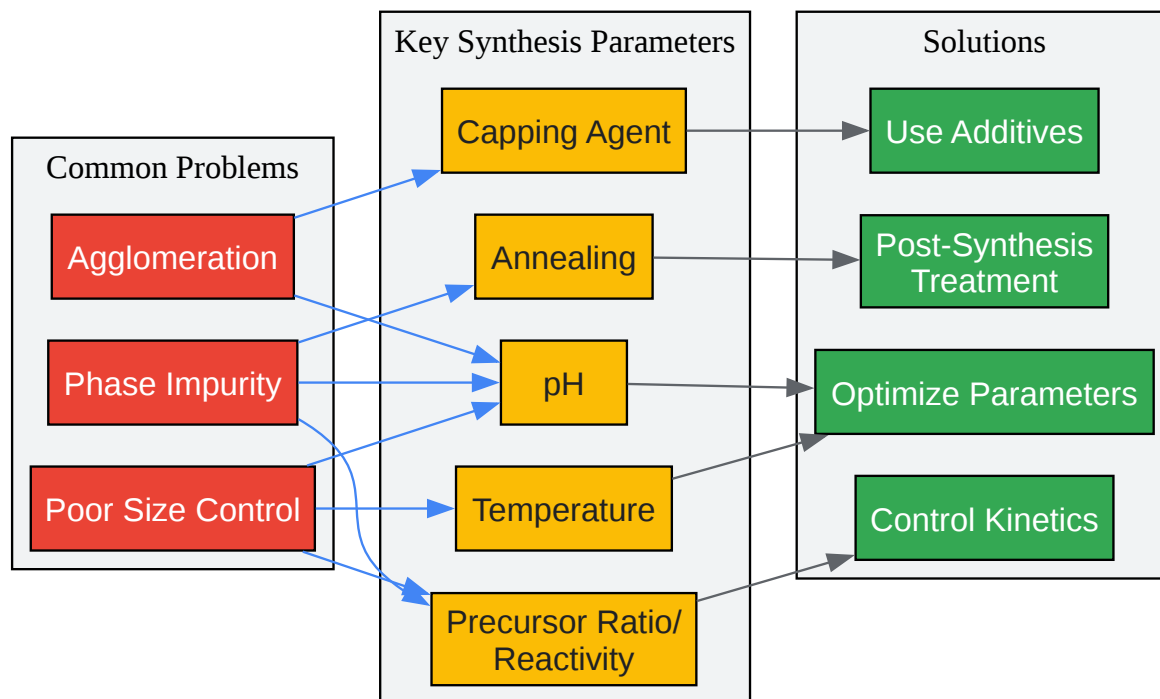 Common Problems
Agglomeration
Phase Impurity
Poor Size Control
Key Synthesis Parameters
Capping Agent
Annealing
pH
Temperature
Precursor Ratio/
Reactivity
Solutions
Use Additives
Post-Synthesis
Treatment
Optimize Parameters
Control Kinetics